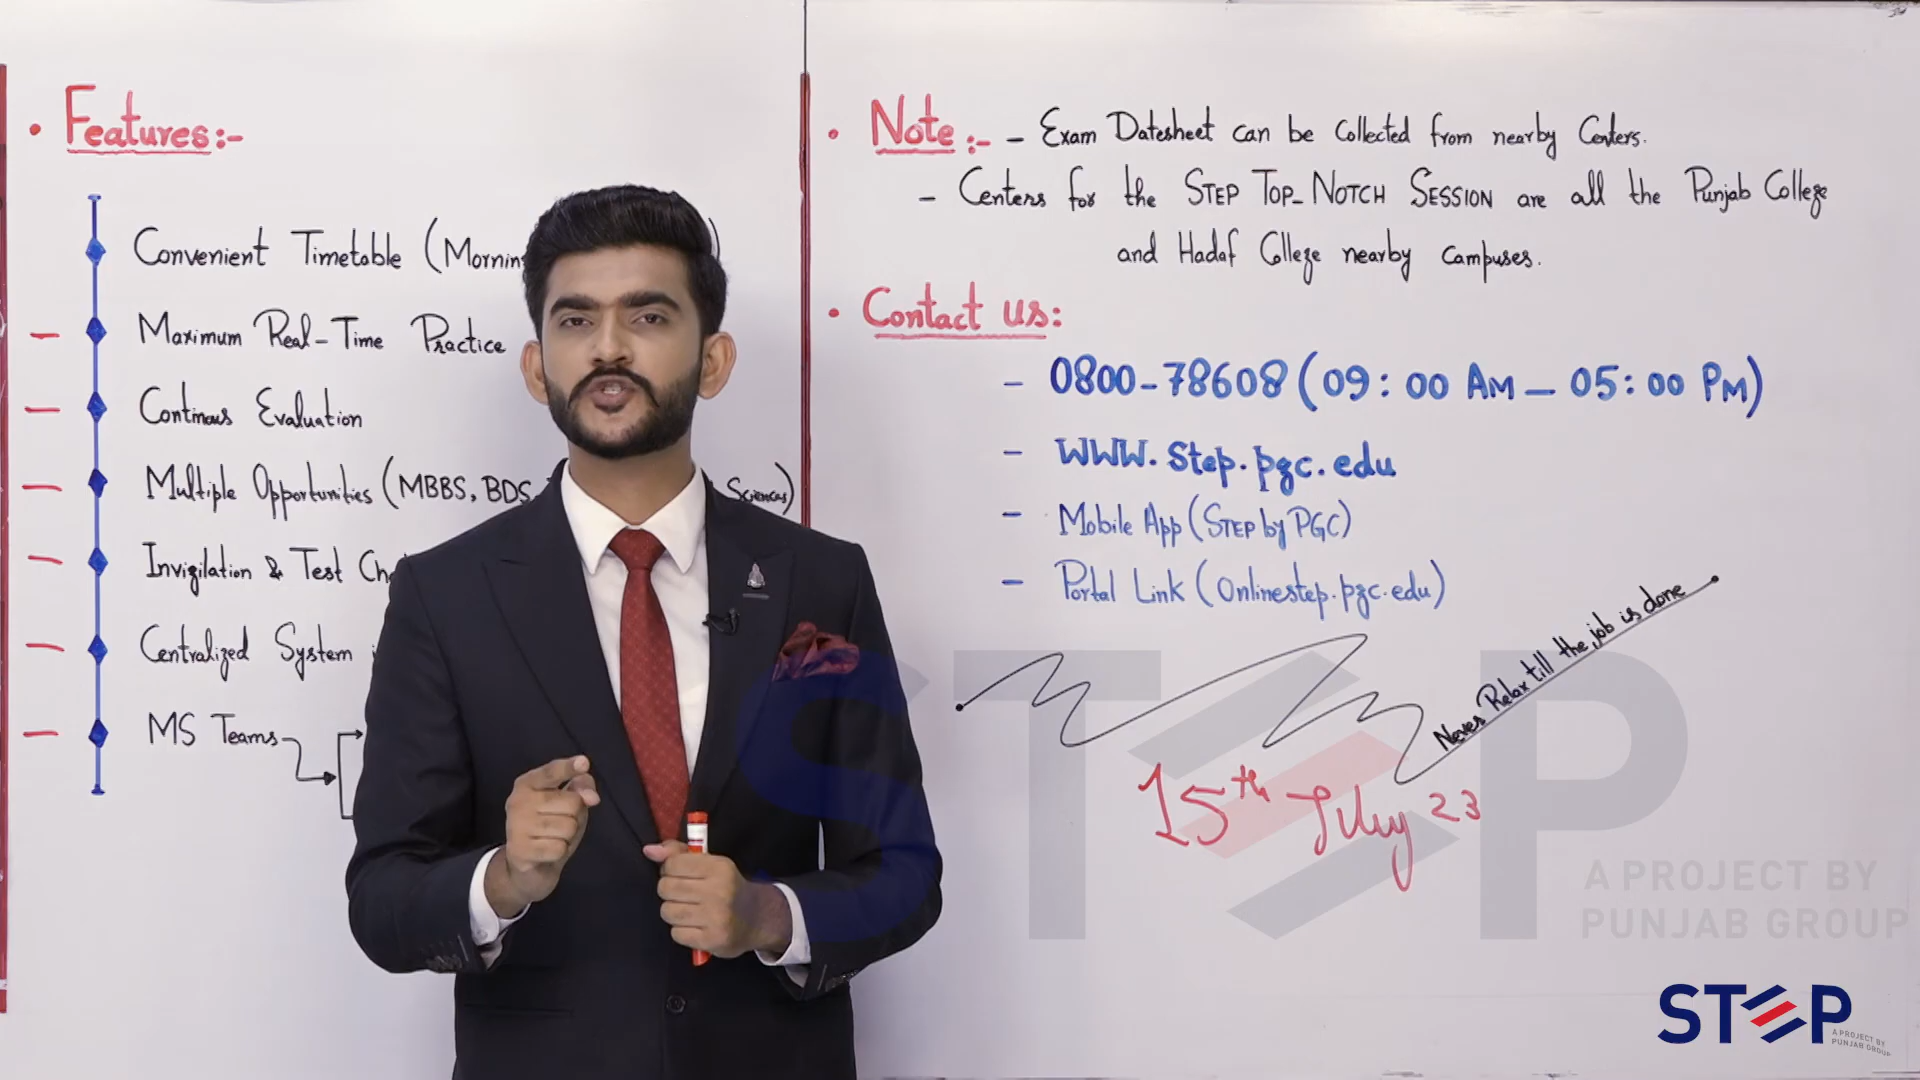 • Features:-
Convenient Timetable (Mornin
- Maximum Real-Time Practice
- Continous Evaluation
- Multiple Opportunities (MBBS, BDS, Sciences)
- Invigilation & Test Ch
- Centralized System
- MS Teams
• Note:- - Exam Datesheet can be Collected from nearby Centers.
- Centers for the STEP TOP-NOTCH SESSION are all the Punjab College
and Hadaf College nearby campuses.
• Contact us:
- 0800-78608 (09:00 AM - 05:00 PM)
- WWW.Step.pgc.edu
- Mobile App (STEP by PGC)
- Portal Link (Onlinestep.pgc.edu)
Never Relax till the job is done
15th July 23
STEP
A PROJECT BY
PUNJAB GROUP
STEP
A PROJECT BY
PUNJAB GROUP